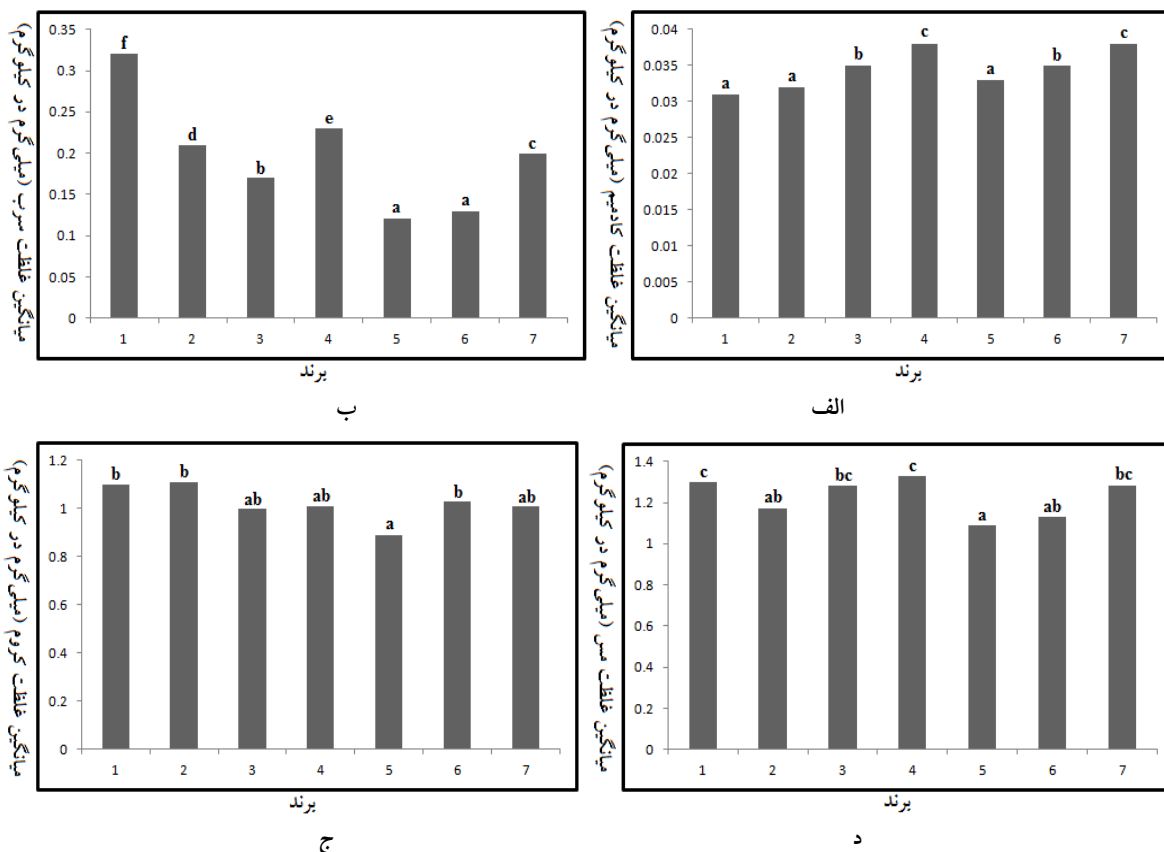 میانگین غلظت کادمیم (میلی‌گرم در کیلوگرم)
0.04
0.035
0.03
0.025
0.02
0.015
0.01
0.005
0
a a b c a b c
1 2 3 4 5 6 7
برند
الف
میانگین غلظت سرب (میلی‌گرم در کیلوگرم)
0.35
0.3
0.25
0.2
0.15
0.1
0.05
0
f d b e a a c
1 2 3 4 5 6 7
برند
ب
میانگین غلظت کروم (میلی‌گرم در کیلوگرم)
1.2
1
0.8
0.6
0.4
0.2
0
b b ab ab a b ab
1 2 3 4 5 6 7
برند
ج
میانگین غلظت مس (میلی‌گرم در کیلوگرم)
1.4
1.2
1
0.8
0.6
0.4
0.2
0
c ab bc c a ab bc
1 2 3 4 5 6 7
برند
د